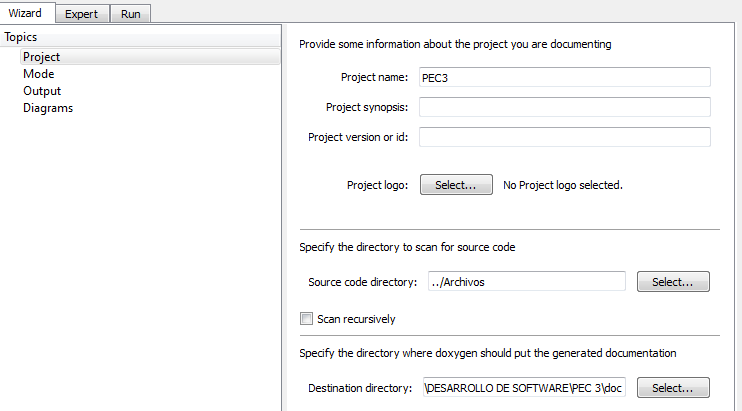 Wizard Expert Run
Topics
Project
Mode
Output
Diagrams
Provide some information about the project you are documenting
Project name: PEC3
Project synopsis:
Project version or id:
Project logo: Select... No Project logo selected.
Specify the directory to scan for source code
Source code directory: ../Archivos Select...
Scan recursively
Specify the directory where doxygen should put the generated documentation
Destination directory: \DESARROLLO DE SOFTWARE\PEC 3\doc Select...